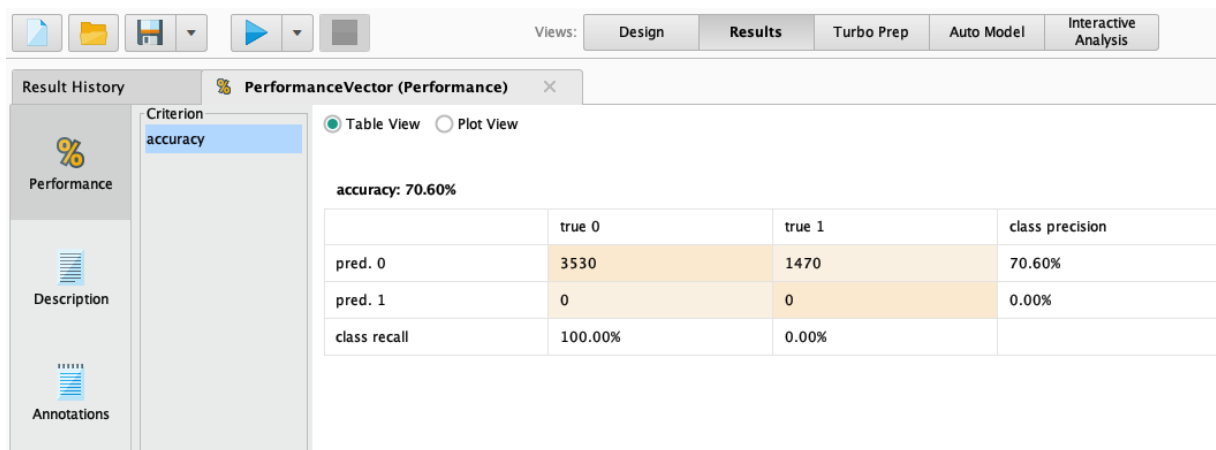 Views: Design Results Turbo Prep Auto Model Interactive Analysis
Result History % PerformanceVector (Performance) ×
Criterion
accuracy
% Performance
Description
Annotations
Table View Plot View
accuracy: 70.60%
true 0 true 1 class precision
pred. 0 3530 1470 70.60%
pred. 1 0 0 0.00%
class recall 100.00% 0.00%